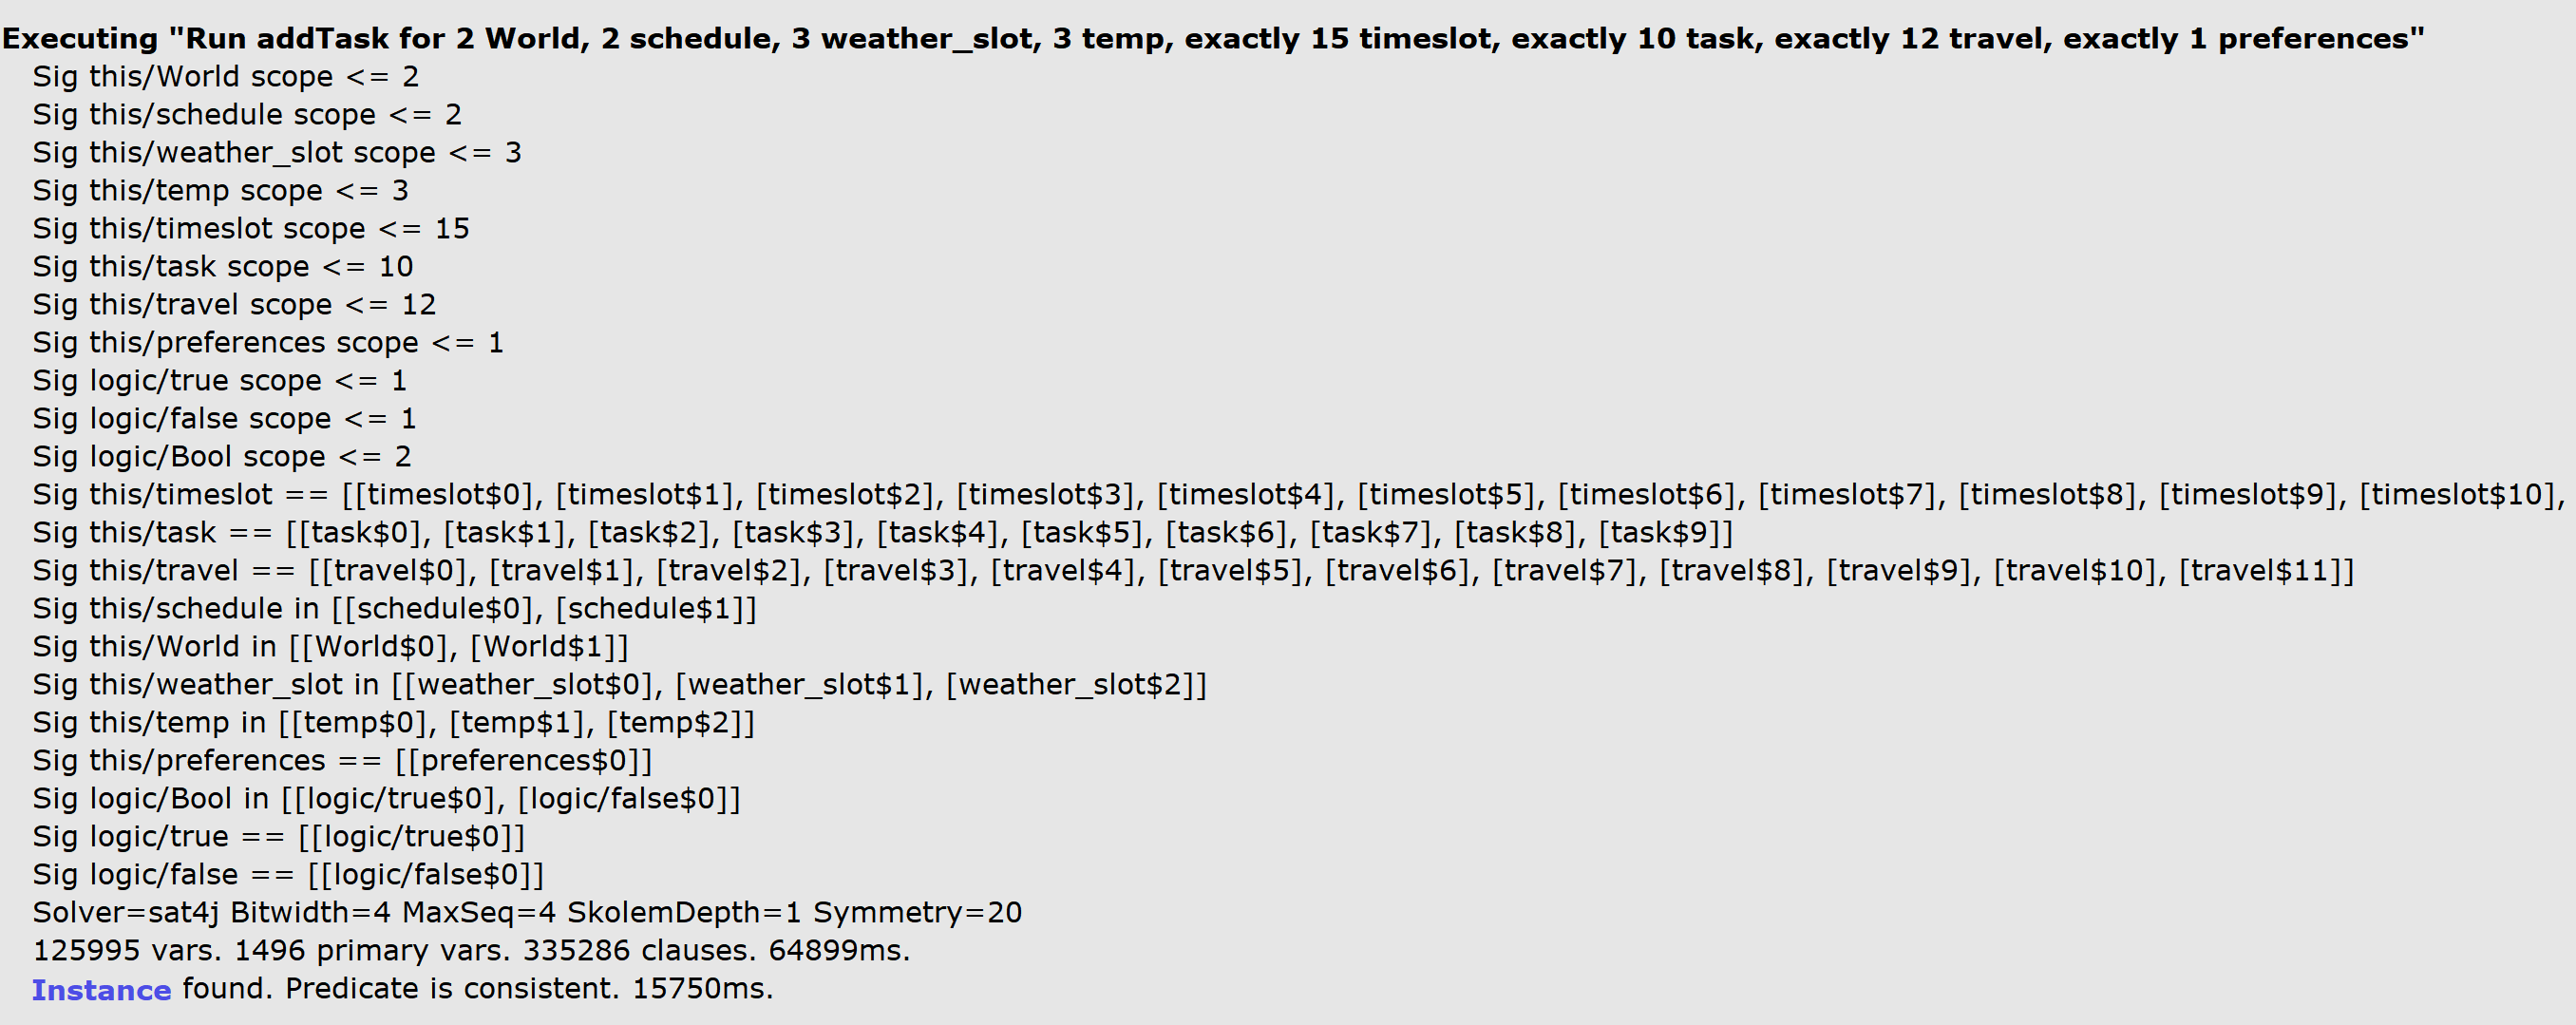 Executing "Run addTask for 2 World, 2 schedule, 3 weather_slot, 3 temp, exactly 15 timeslot, exactly 10 task, exactly 12 travel, exactly 1 preferences"
Sig this/World scope <= 2
Sig this/schedule scope <= 2
Sig this/weather_slot scope <= 3
Sig this/temp scope <= 3
Sig this/timeslot scope <= 15
Sig this/task scope <= 10
Sig this/travel scope <= 12
Sig this/preferences scope <= 1
Sig logic/true scope <= 1
Sig logic/false scope <= 1
Sig logic/Bool scope <= 2
Sig this/timeslot == [[timeslot$0], [timeslot$1], [timeslot$2], [timeslot$3], [timeslot$4], [timeslot$5], [timeslot$6], [timeslot$7], [timeslot$8], [timeslot$9], [timeslot$10],
Sig this/task == [[task$0], [task$1], [task$2], [task$3], [task$4], [task$5], [task$6], [task$7], [task$8], [task$9]]
Sig this/travel == [[travel$0], [travel$1], [travel$2], [travel$3], [travel$4], [travel$5], [travel$6], [travel$7], [travel$8], [travel$9], [travel$10], [travel$11]]
Sig this/schedule in [[schedule$0], [schedule$1]]
Sig this/World in [[World$0], [World$1]]
Sig this/weather_slot in [[weather_slot$0], [weather_slot$1], [weather_slot$2]]
Sig this/temp in [[temp$0], [temp$1], [temp$2]]
Sig this/preferences == [[preferences$0]]
Sig logic/Bool in [[logic/true$0], [logic/false$0]]
Sig logic/true == [[logic/true$0]]
Sig logic/false == [[logic/false$0]]
Solver=sat4j Bitwidth=4 MaxSeq=4 SkolemDepth=1 Symmetry=20
125995 vars. 1496 primary vars. 335286 clauses. 64899ms.
Instance found. Predicate is consistent. 15750ms.